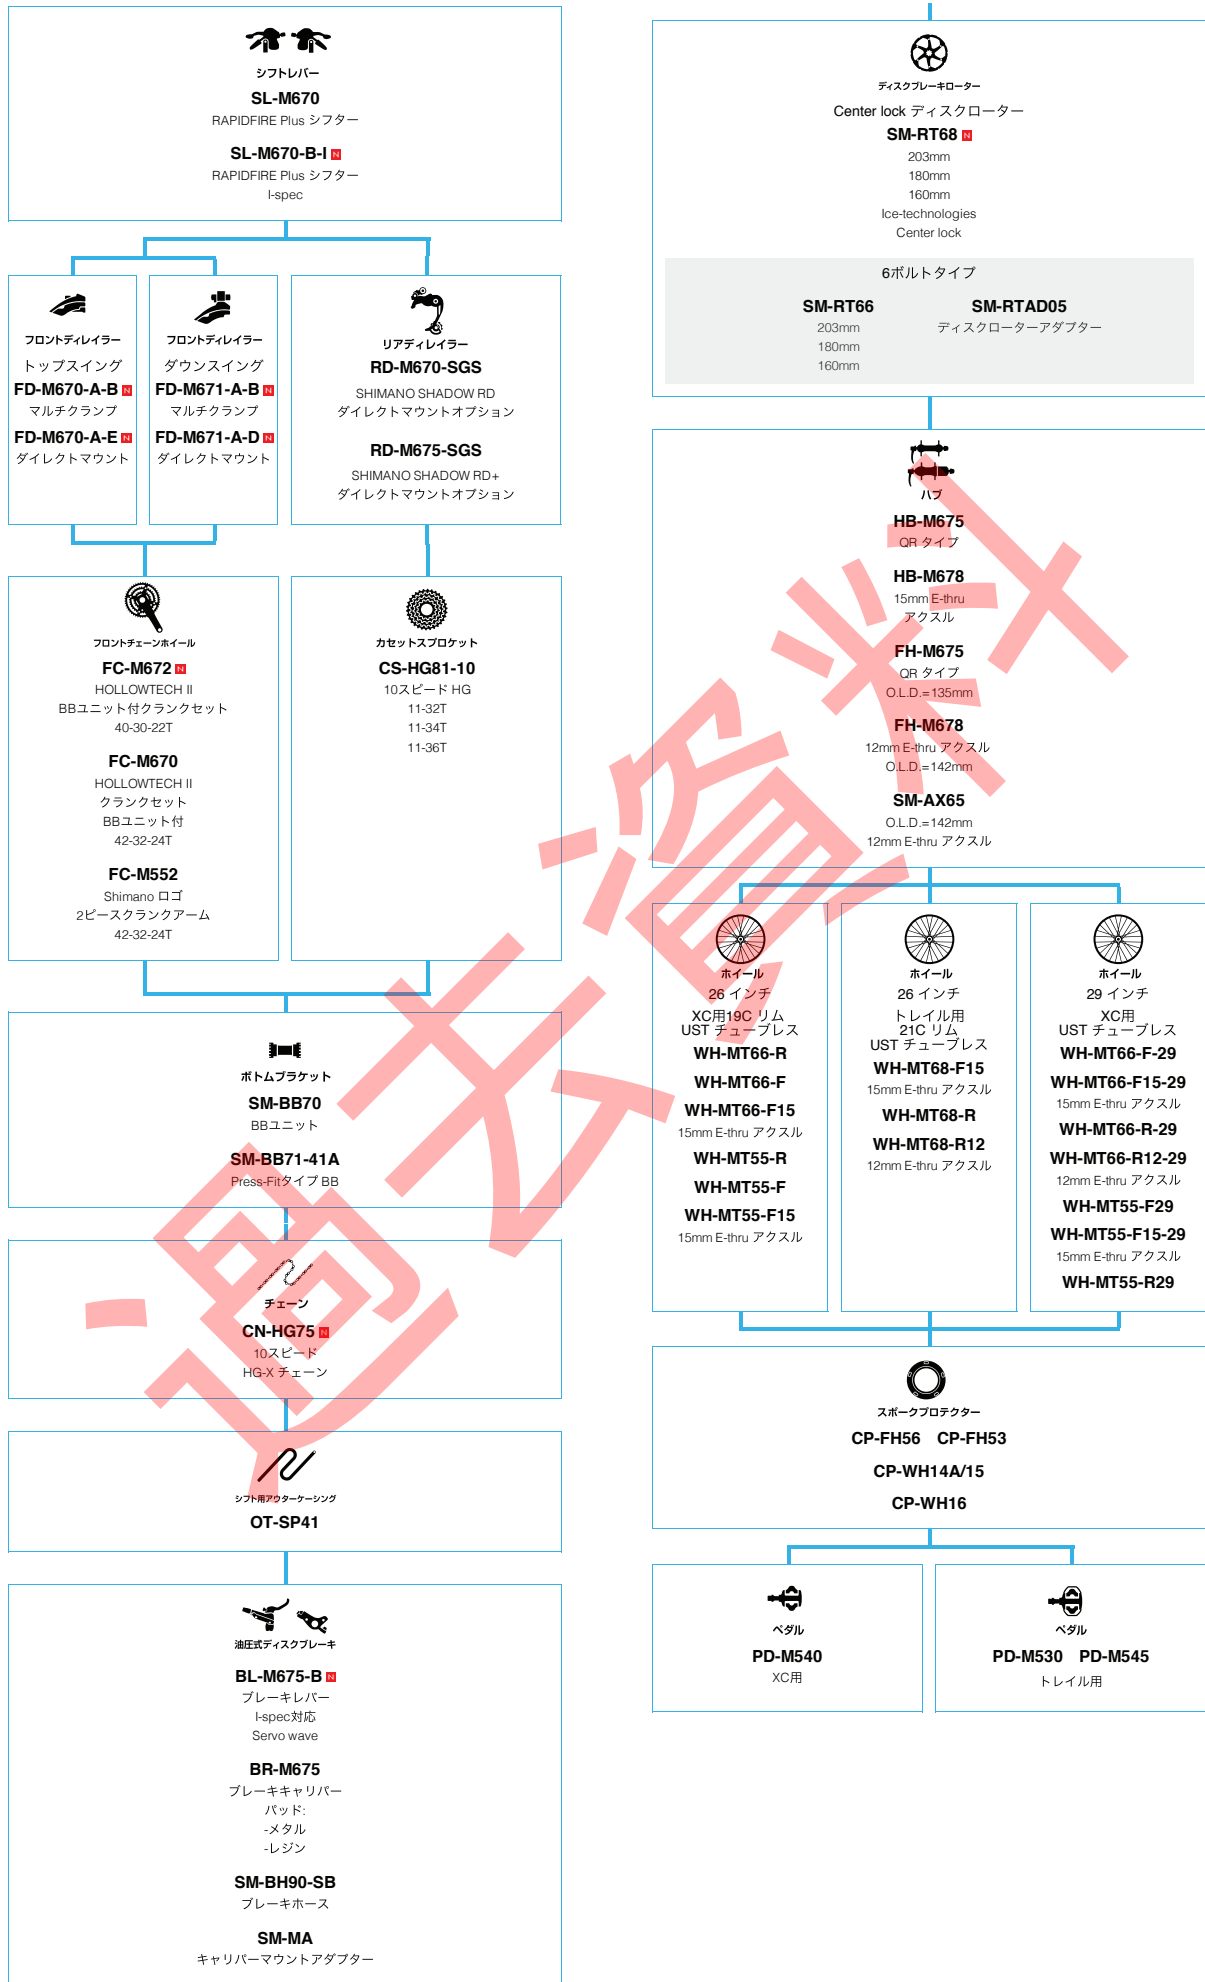 シフトレバー
SL-M670
RAPIDFIRE Plus シフター
SL-M670-B-I N
RAPIDFIRE Plus シフター
I-spec
フロントディレイラー
トップスイング
FD-M670-A-B N
マルチクランプ
FD-M670-A-E N
ダイレクトマウント
フロントディレイラー
ダウンスイング
FD-M671-A-B N
マルチクランプ
FD-M671-A-D N
ダイレクトマウント
リアディレイラー
RD-M670-SGS
SHIMANO SHADOW RD
ダイレクトマウントオプション
RD-M675-SGS
SHIMANO SHADOW RD+
ダイレクトマウントオプション
フロントチェーンホイール
FC-M672 N
HOLLOWTECH II
BBユニット付クランクセット
40-30-22T
FC-M670
HOLLOWTECH II
クランクセット
BBユニット付
42-32-24T
FC-M552
Shimano ロゴ
2ピースクランクアーム
42-32-24T
カセットスプロケット
CS-HG81-10
10スピード HG
11-32T
11-34T
11-36T
ボトムブラケット
SM-BB70
BBユニット
SM-BB71-41A
Press-Fitタイプ BB
チェーン
CN-HG75 N
10スピード
HG-X チェーン
シフト用アウターケーシング
OT-SP41
油圧式ディスクブレーキ
BL-M675-B N
ブレーキレバー
I-spec対応
Servo wave
BR-M675
ブレーキキャリパー
パッド:
-メタル
-レジン
SM-BH90-SB
ブレーキホース
SM-MA
キャリパーマウントアダプター
ディスクブレーキローター
Center lock ディスクローター
SM-RT68 N
203mm
180mm
160mm
Ice-technologies
Center lock
6ボルトタイプ
SM-RT66
203mm
180mm
160mm
SM-RTAD05
ディスクローターアダプター
ハブ
HB-M675
QR タイプ
HB-M678
15mm E-thru
アクスル
FH-M675
QR タイプ
O.L.D.=135mm
FH-M678
12mm E-thru アクスル
O.L.D.=142mm
SM-AX65
O.L.D.=142mm
12mm E-thru アクスル
ホイール
26 インチ
XC用19C リム
UST チューブレス
WH-MT66-R
WH-MT66-F
WH-MT66-F15
15mm E-thru アクスル
WH-MT55-R
WH-MT55-F
WH-MT55-F15
15mm E-thru アクスル
ホイール
26 インチ
トレイル用
21C リム
UST チューブレス
WH-MT68-F15
15mm E-thru アクスル
WH-MT68-R
WH-MT68-R12
12mm E-thru アクスル
ホイール
29 インチ
XC用
UST チューブレス
WH-MT66-F-29
WH-MT66-F15-29
15mm E-thru アクスル
WH-MT66-R-29
WH-MT66-R12-29
12mm E-thru アクスル
WH-MT55-F29
WH-MT55-F15-29
15mm E-thru アクスル
WH-MT55-R29
スポークプロテクター
CP-FH56 CP-FH53
CP-WH14A/15
CP-WH16
ペダル
PD-M540
XC用
ペダル
PD-M530 PD-M545
トレイル用
過去資料